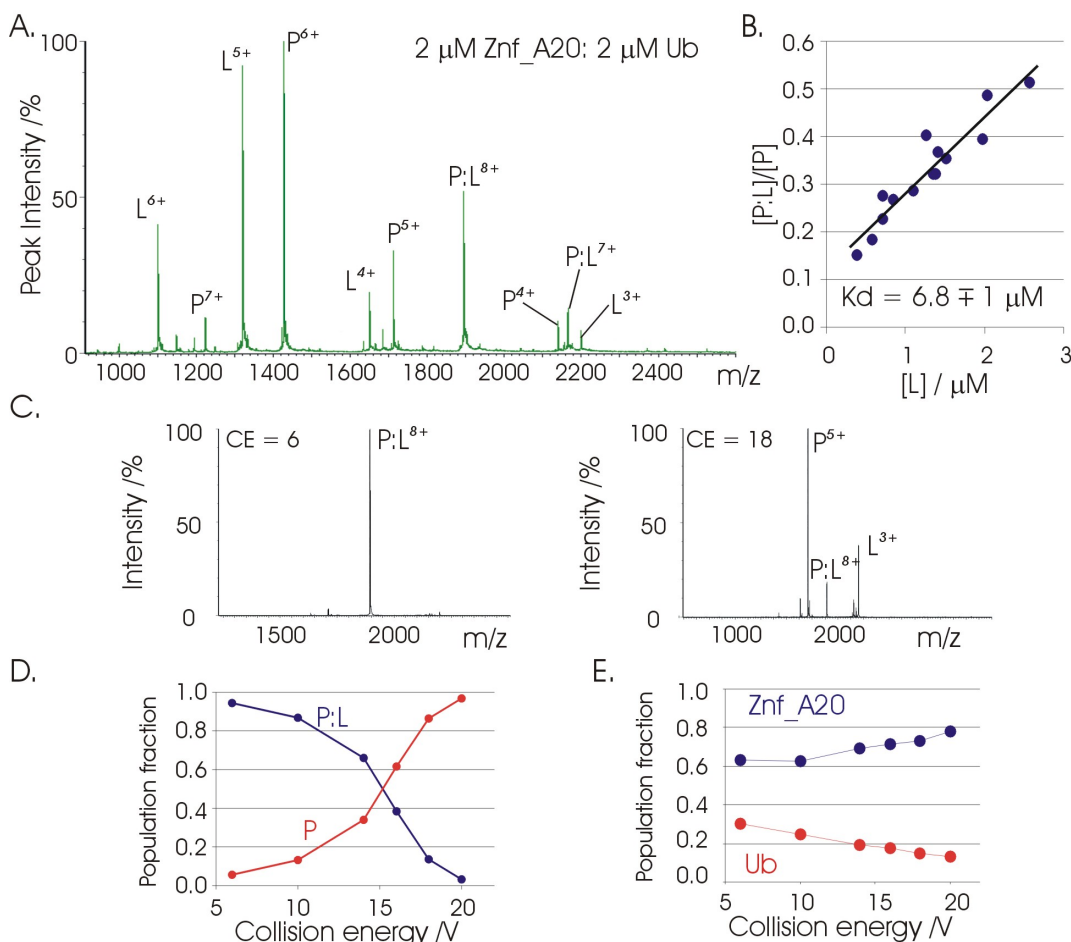 A.
2 μM Znf_A20: 2 μM Ub
Peak Intensity /%
100
50
0
L⁶⁺
P⁷⁺
L⁵⁺
P⁶⁺
L⁴⁺
P⁵⁺
P:L⁸⁺
P⁴⁺
P:L⁷⁺
L³⁺
1000 1200 1400 1600 1800 2000 2200 2400 m/z
B.
[P:L]/[P]
0.6
0.5
0.4
0.3
0.2
0.1
0.0
Kd = 6.8 ∓ 1 μM
0 1 2 3
[L] / μM
C.
Intensity /%
100
50
0
CE = 6
P:L⁸⁺
1500 2000 m/z
Intensity /%
100
50
0
CE = 18
P⁵⁺
P:L⁸⁺
L³⁺
1000 2000 m/z
D.
Population fraction
1.0
0.8
0.6
0.4
0.2
0.0
P:L
P
5 10 15 20
Collision energy /V
E.
Population fraction
1.0
0.8
0.6
0.4
0.2
0.0
Znf_A20
Ub
5 10 15 20
Collision energy /V